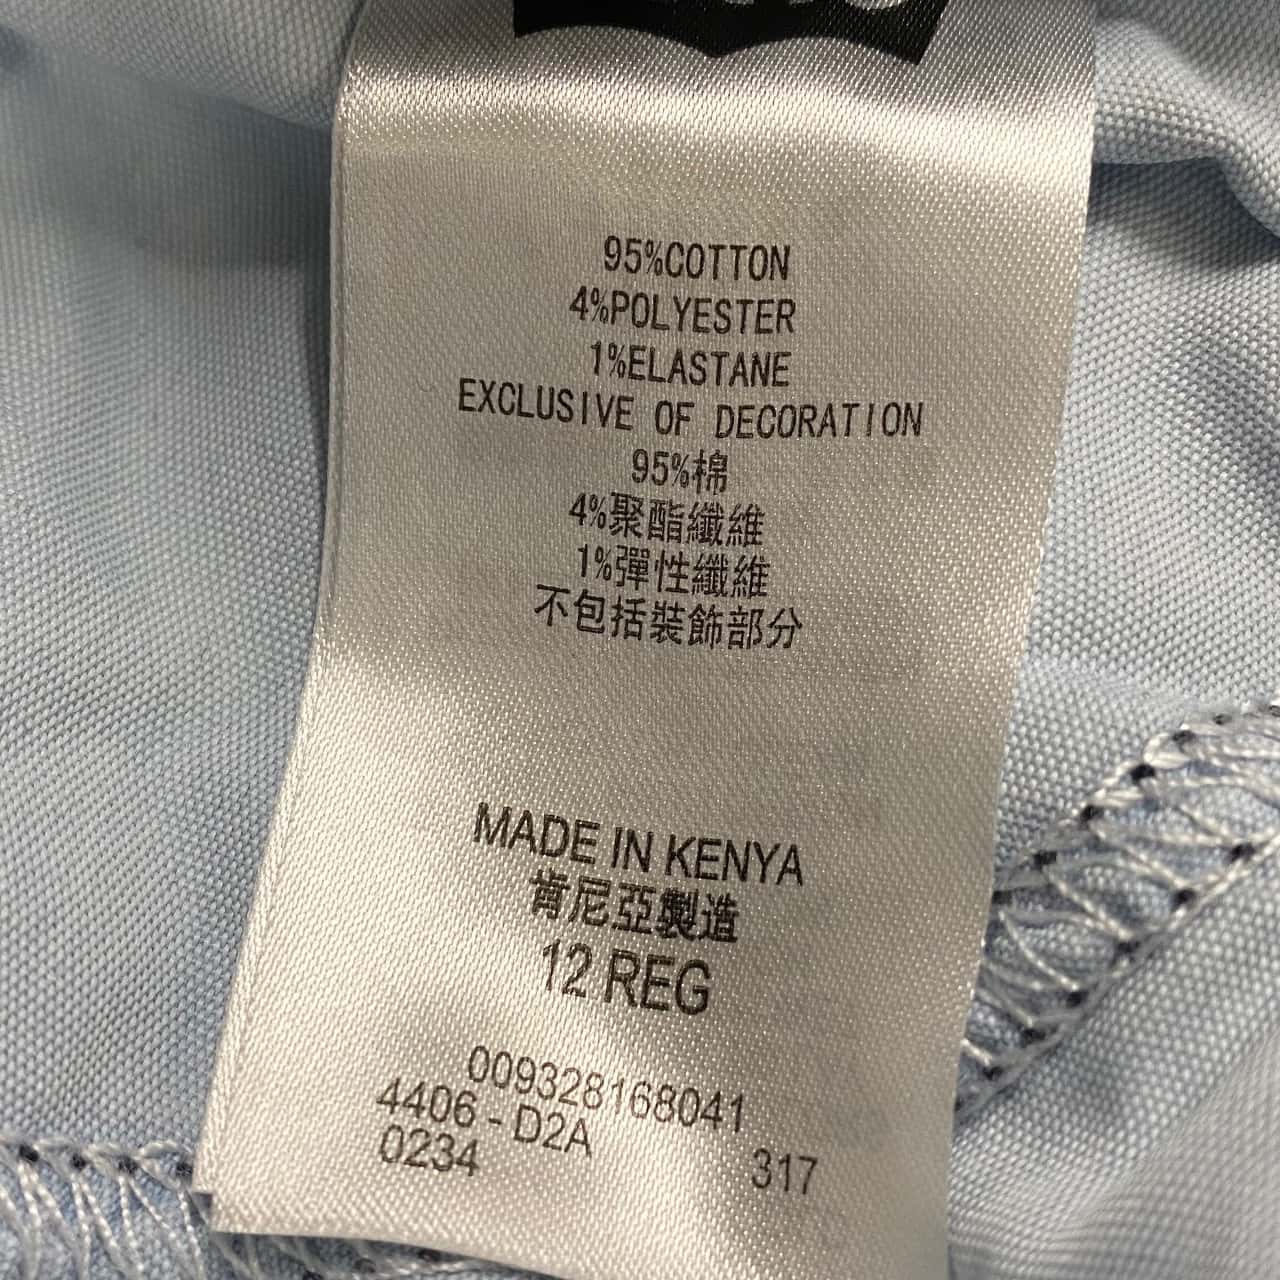 95%COTTON
4%POLYESTER
1%ELASTANE
EXCLUSIVE OF DECORATION
95%棉
4%聚酯纖維
1%彈性纖維
不包括裝飾部分
MADE IN KENYA
肯尼亞製造
12 REG
009328168041
4406 - D2A
0234 317